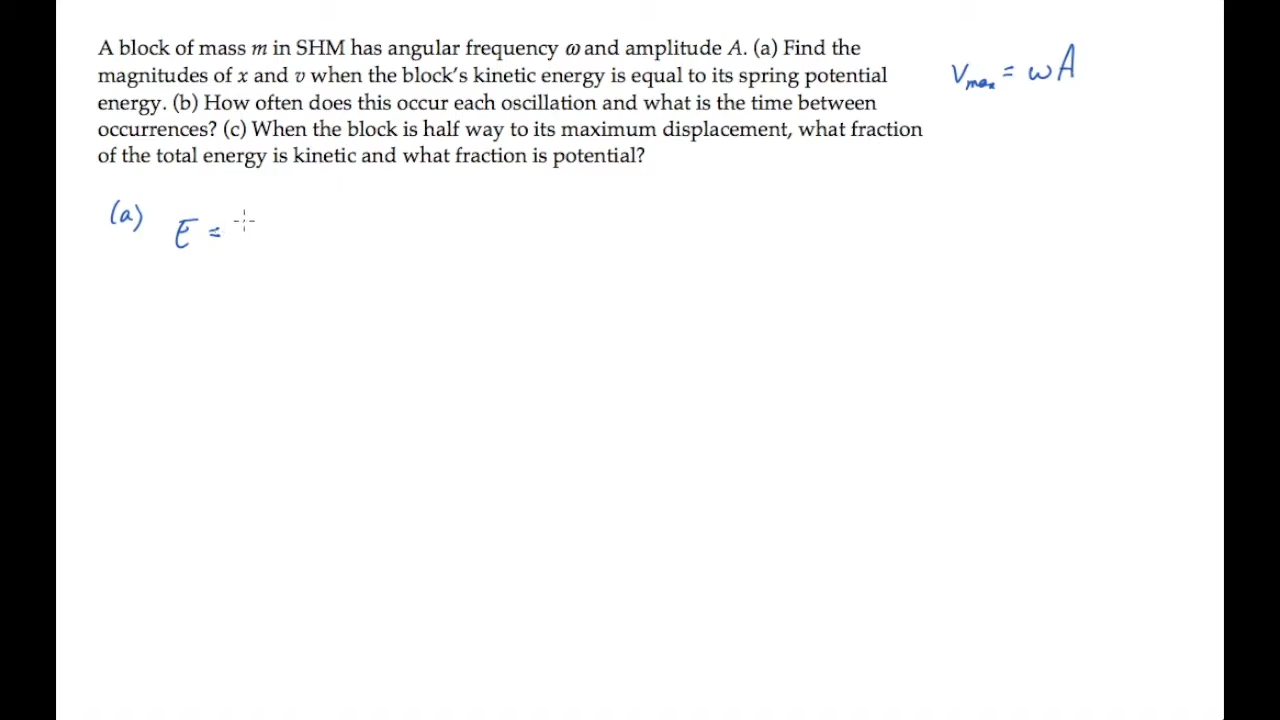 A block of mass m in SHM has angular frequency ω and amplitude A. (a) Find the
magnitudes of x and v when the block's kinetic energy is equal to its spring potential
energy. (b) How often does this occur each oscillation and what is the time between
occurrences? (c) When the block is half way to its maximum displacement, what fraction
of the total energy is kinetic and what fraction is potential?
Vmax = ωA
(a) E =